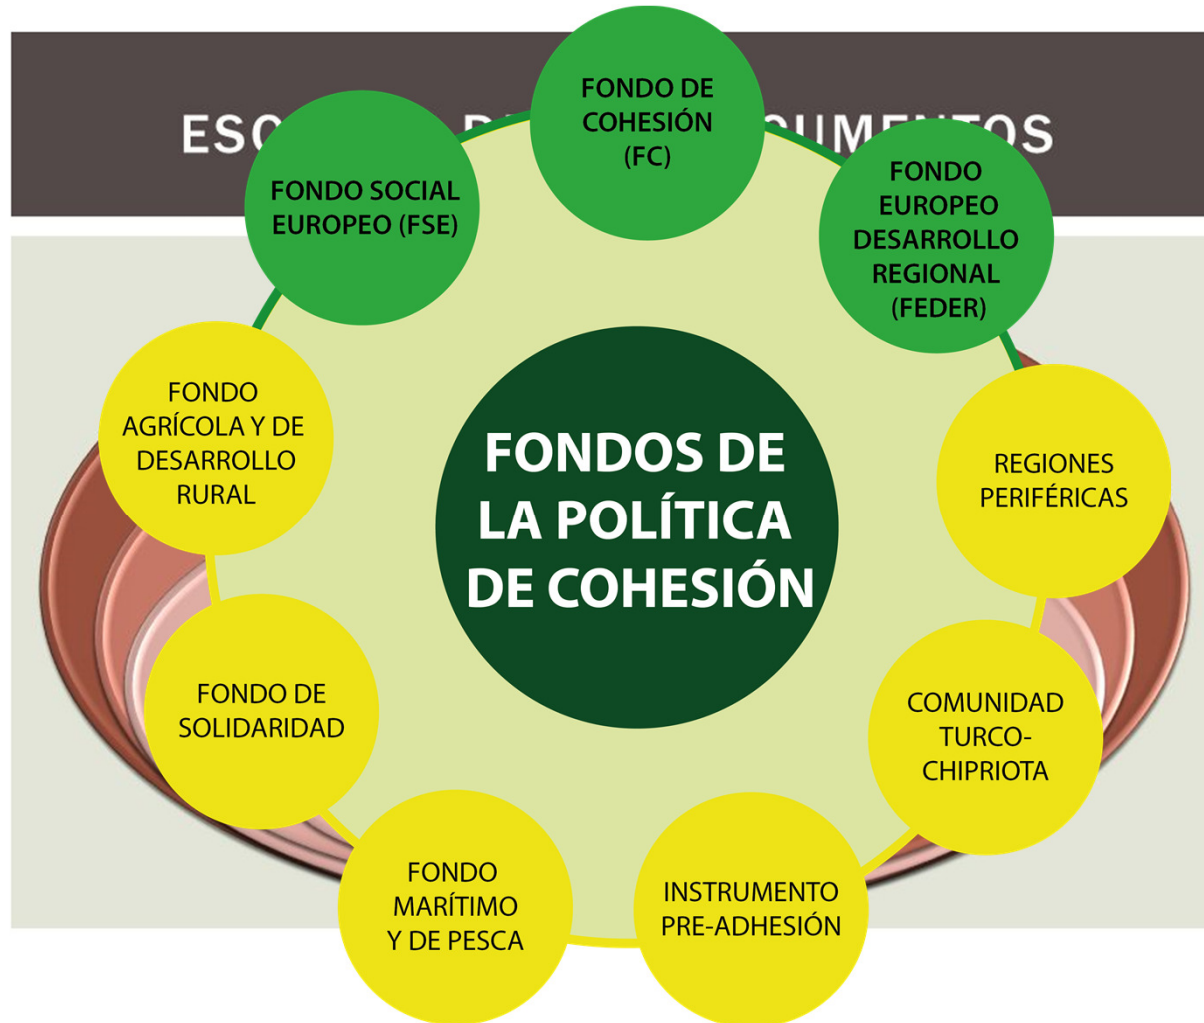 FONDO DE
COHESIÓN
(FC)
FONDO SOCIAL
EUROPEO (FSE)
FONDO
EUROPEO
DESARROLLO
REGIONAL
(FEDER)
FONDO
AGRÍCOLA Y DE
DESARROLLO
RURAL
FONDOS DE
LA POLÍTICA
DE COHESIÓN
REGIONES
PERIFÉRICAS
FONDO DE
SOLIDARIDAD
COMUNIDAD
TURCO-
CHIPRIOTA
FONDO
MARÍTIMO
Y DE PESCA
INSTRUMENTO
PRE-ADHESIÓN